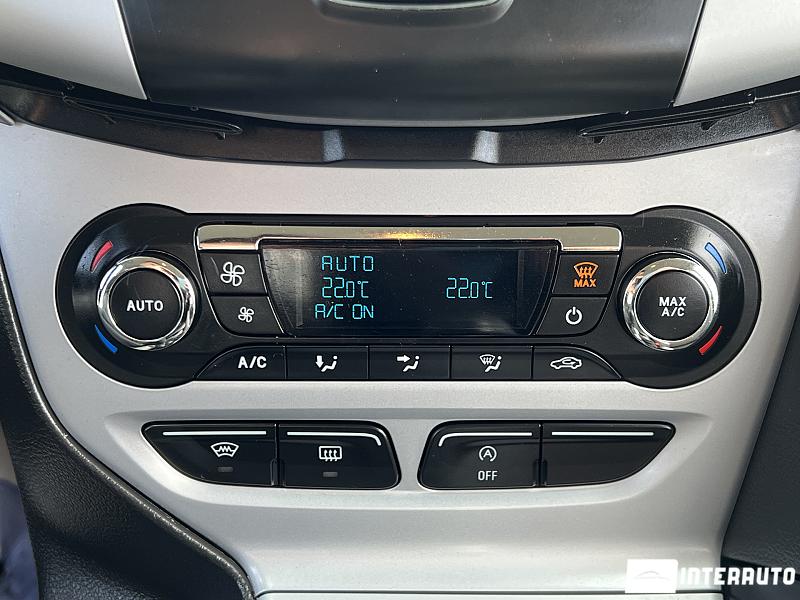 AUTO
22.0°C 22.0°C
A/C ON
AUTO
MAX
MAX
A/C
A/C
OFF
INTERAUTO